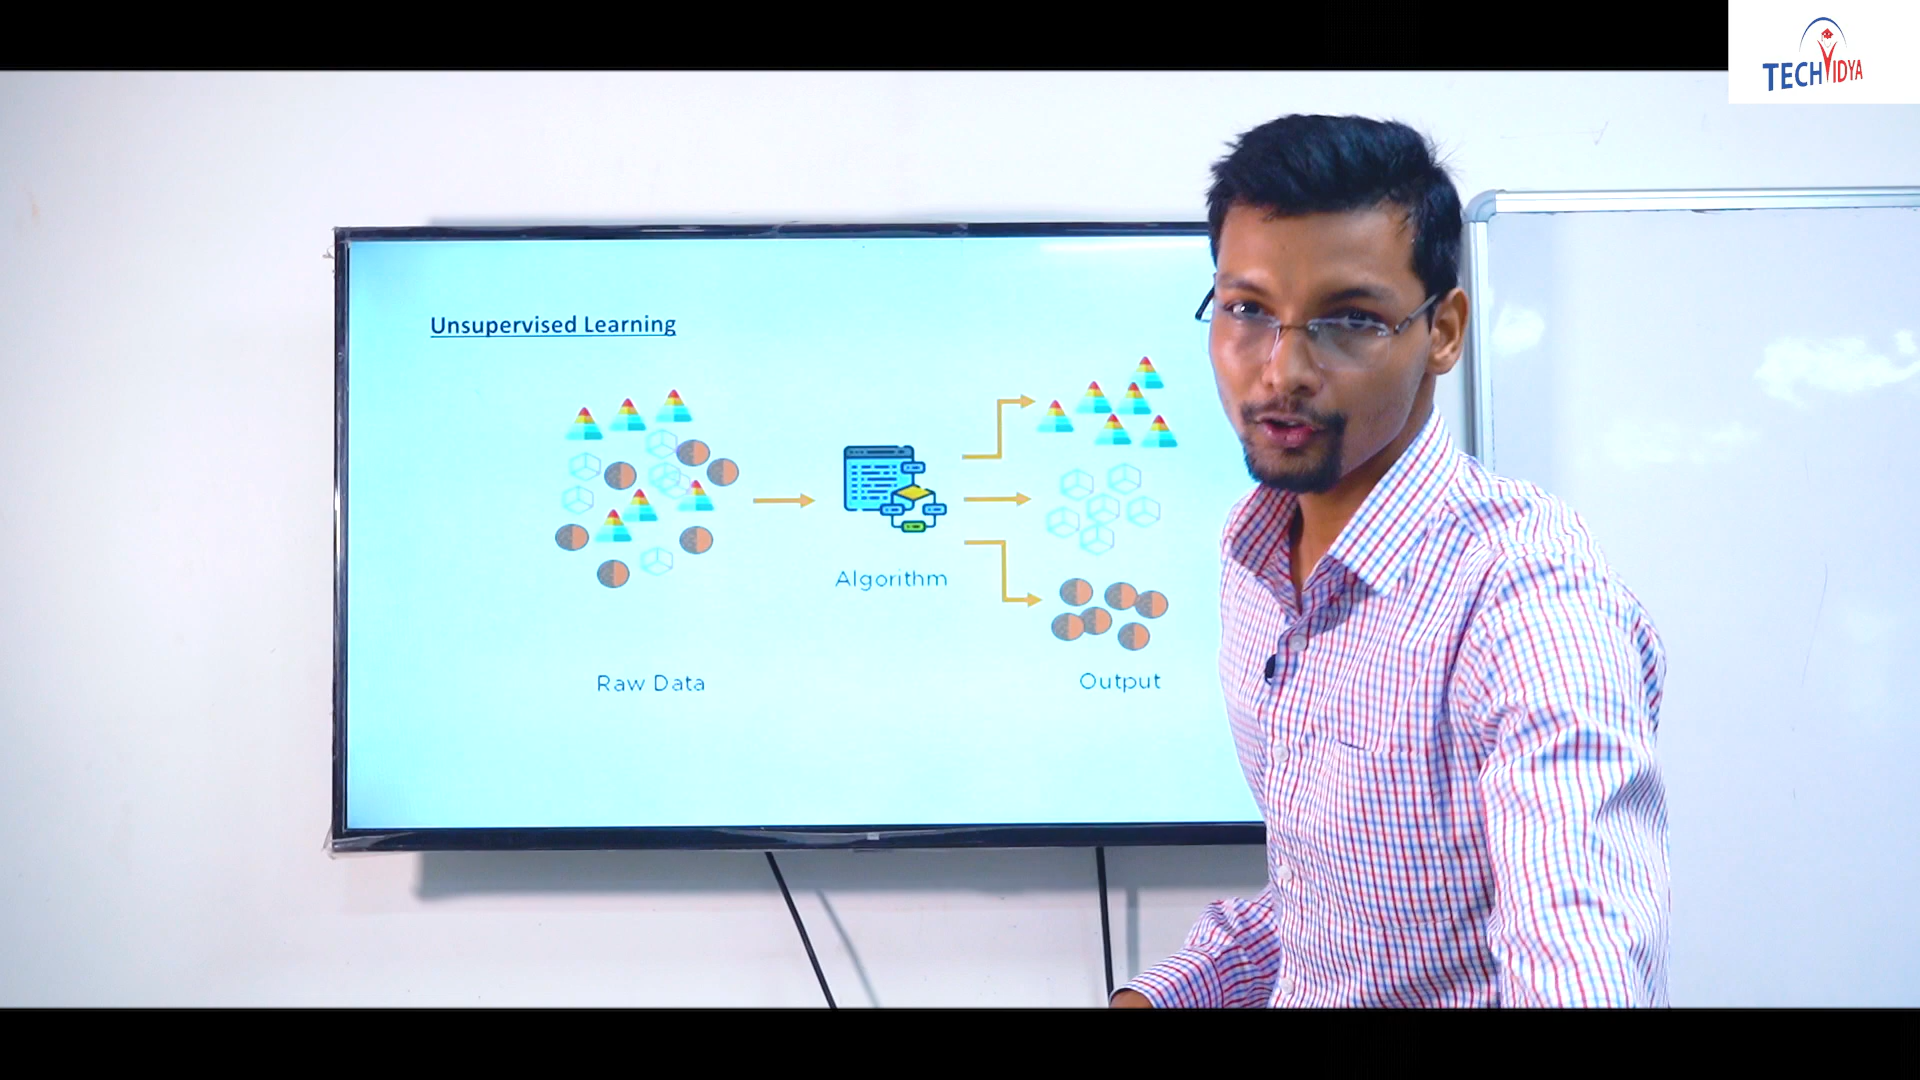 TECHVIDYA
Unsupervised Learning
Algorithm
Raw Data
Output